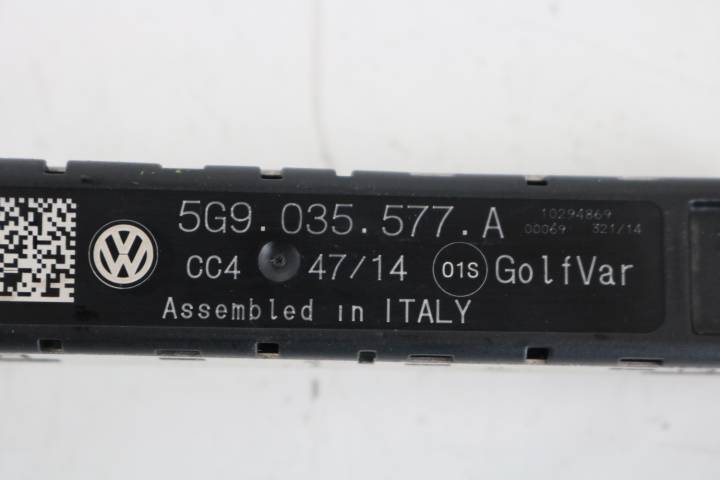 5G9.035.577.A
10294869
00069 321/14
CC4 47/14 01S GolfVar
Assembled in ITALY